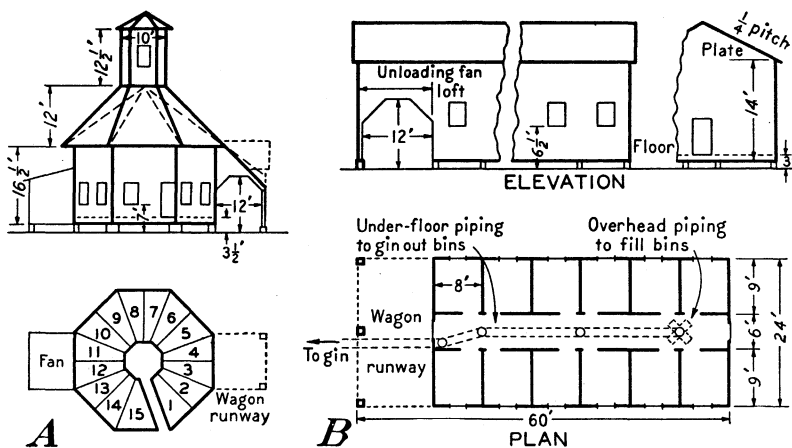 10'
12½'
12'
16½'
7'
12'
3½'
Fan
1
2
3
4
5
6
7
8
9
10
11
12
13
14
15
Wagon
runway
A
Unloading fan
loft
12'
6½'
Floor
Plate
¼ pitch
14'
ELEVATION
Under-floor piping
to gin out bins
Overhead piping
to fill bins
8'
Wagon
runway
To gin
9'
6'
9'
24'
60'
B
PLAN